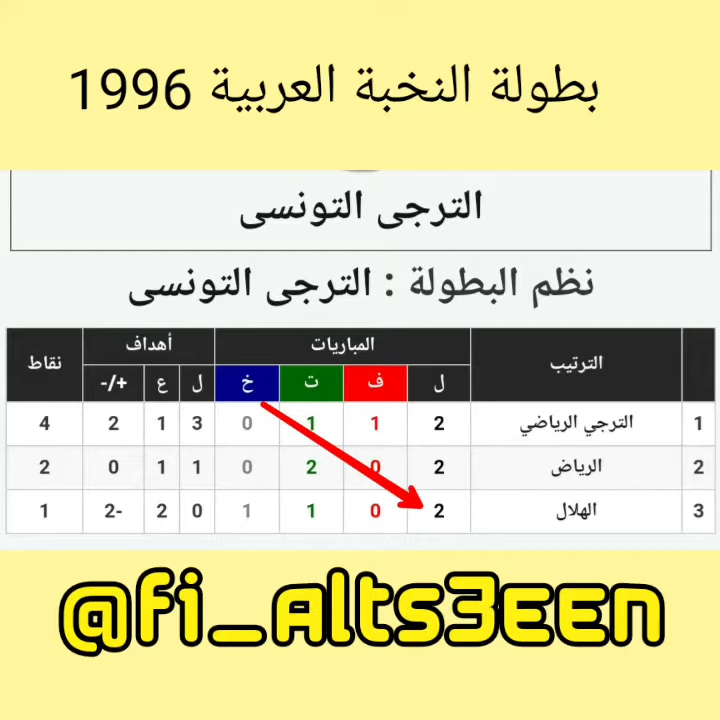 بطولة النخبة العربية 1996
الترجى التونسى
نظم البطولة : الترجى التونسى
الترتيب المباريات أهداف نقاط
ل ف ت خ ل ع +/-
1 الترجي الرياضي 2 1 1 0 3 1 2 4
2 الرياض 2 0 2 0 1 1 0 2
3 الهلال 2 0 1 1 0 2 -2 1
@fi_alts3een